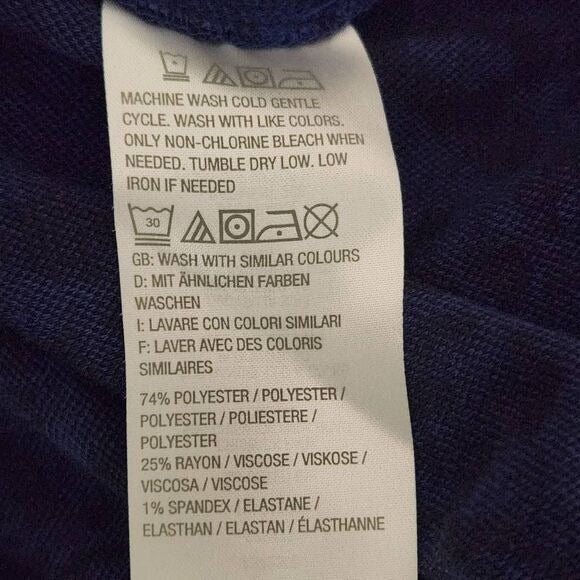 MACHINE WASH COLD GENTLE
CYCLE. WASH WITH LIKE COLORS.
ONLY NON-CHLORINE BLEACH WHEN
NEEDED. TUMBLE DRY LOW. LOW
IRON IF NEEDED
30
GB: WASH WITH SIMILAR COLOURS
D: MIT ÄHNLICHEN FARBEN
WASCHEN
I: LAVARE CON COLORI SIMILARI
F: LAVER AVEC DES COLORIS
SIMILAIRES
74% POLYESTER / POLYESTER /
POLYESTER / POLIESTERE /
POLYESTER
25% RAYON / VISCOSE / VISKOSE /
VISCOSA / VISCOSE
1% SPANDEX / ELASTANE /
ELASTHAN / ELASTAN / ÉLASTHANNE